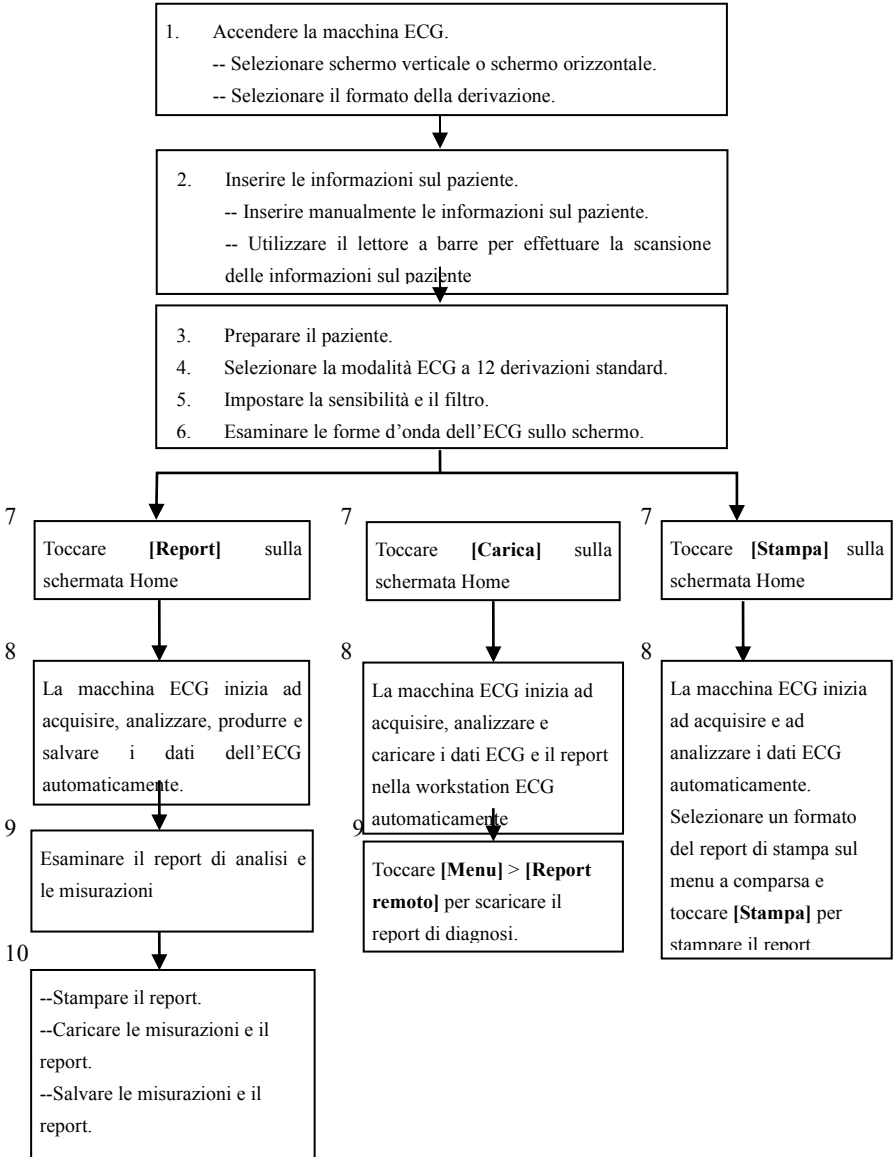 1. Accendere la macchina ECG.
-- Selezionare schermo verticale o schermo orizzontale.
-- Selezionare il formato della derivazione.
2. Inserire le informazioni sul paziente.
-- Inserire manualmente le informazioni sul paziente.
-- Utilizzare il lettore a barre per effettuare la scansione
delle informazioni sul paziente
3. Preparare il paziente.
4. Selezionare la modalità ECG a 12 derivazioni standard.
5. Impostare la sensibilità e il filtro.
6. Esaminare le forme d’onda dell’ECG sullo schermo.
7
Toccare [Report] sulla
schermata Home
8
La macchina ECG inizia ad
acquisire, analizzare, produrre e
salvare i dati dell’ECG
automaticamente.
9
Esaminare il report di analisi e
le misurazioni
10
--Stampare il report.
--Caricare le misurazioni e il
report.
--Salvare le misurazioni e il
report.
7
Toccare [Carica] sulla
schermata Home
8
La macchina ECG inizia ad
acquisire, analizzare e
caricare i dati ECG e il report
nella workstation ECG
automaticamente
9
Toccare [Menu] > [Report
remoto] per scaricare il
report di diagnosi.
7
Toccare [Stampa] sulla
schermata Home
8
La macchina ECG inizia
ad acquisire e ad
analizzare i dati ECG
automaticamente.
Selezionare un formato
del report di stampa sul
menu a comparsa e
toccare [Stampa] per
stampare il report.